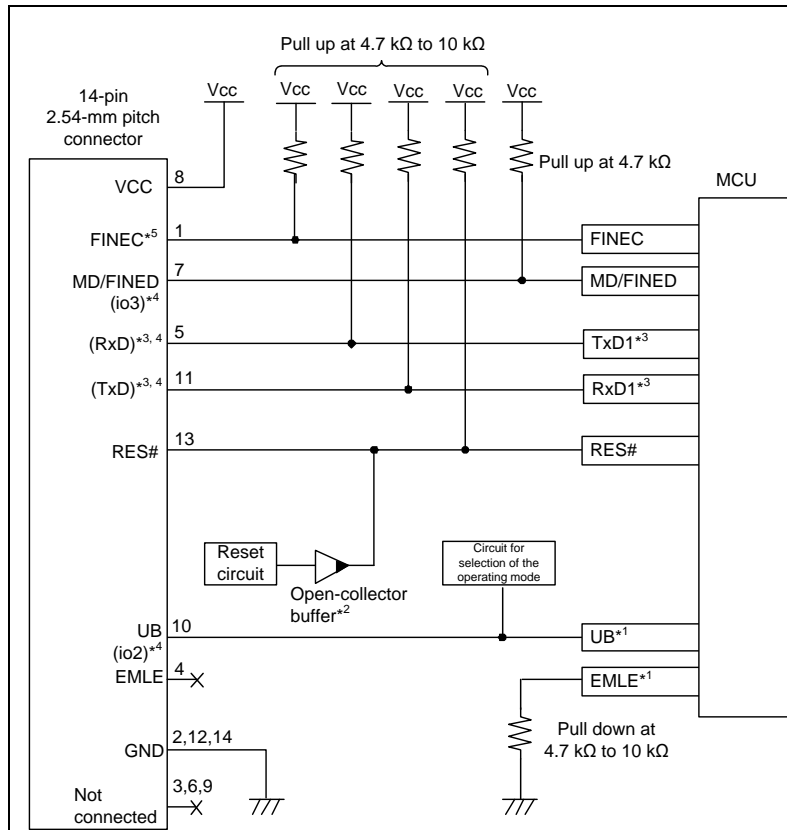 Pull up at 4.7 kΩ to 10 kΩ
Vcc Vcc Vcc Vcc Vcc Vcc
14-pin
2.54-mm pitch
connector
Pull up at 4.7 kΩ
MCU
VCC 8
FINEC*5 1 FINEC
MD/FINED 7 MD/FINED
(io3)*4
(RxD)*3, 4 5 TxD1*3
(TxD)*3, 4 11 RxD1*3
RES# 13 RES#
Reset
circuit
Open-collector
buffer*2
Circuit for
selection of the
operating mode
UB 10 UB*1
(io2)*4
EMLE 4 EMLE*1
Pull down at
4.7 kΩ to 10 kΩ
GND 2,12,14
Not
connected
3,6,9